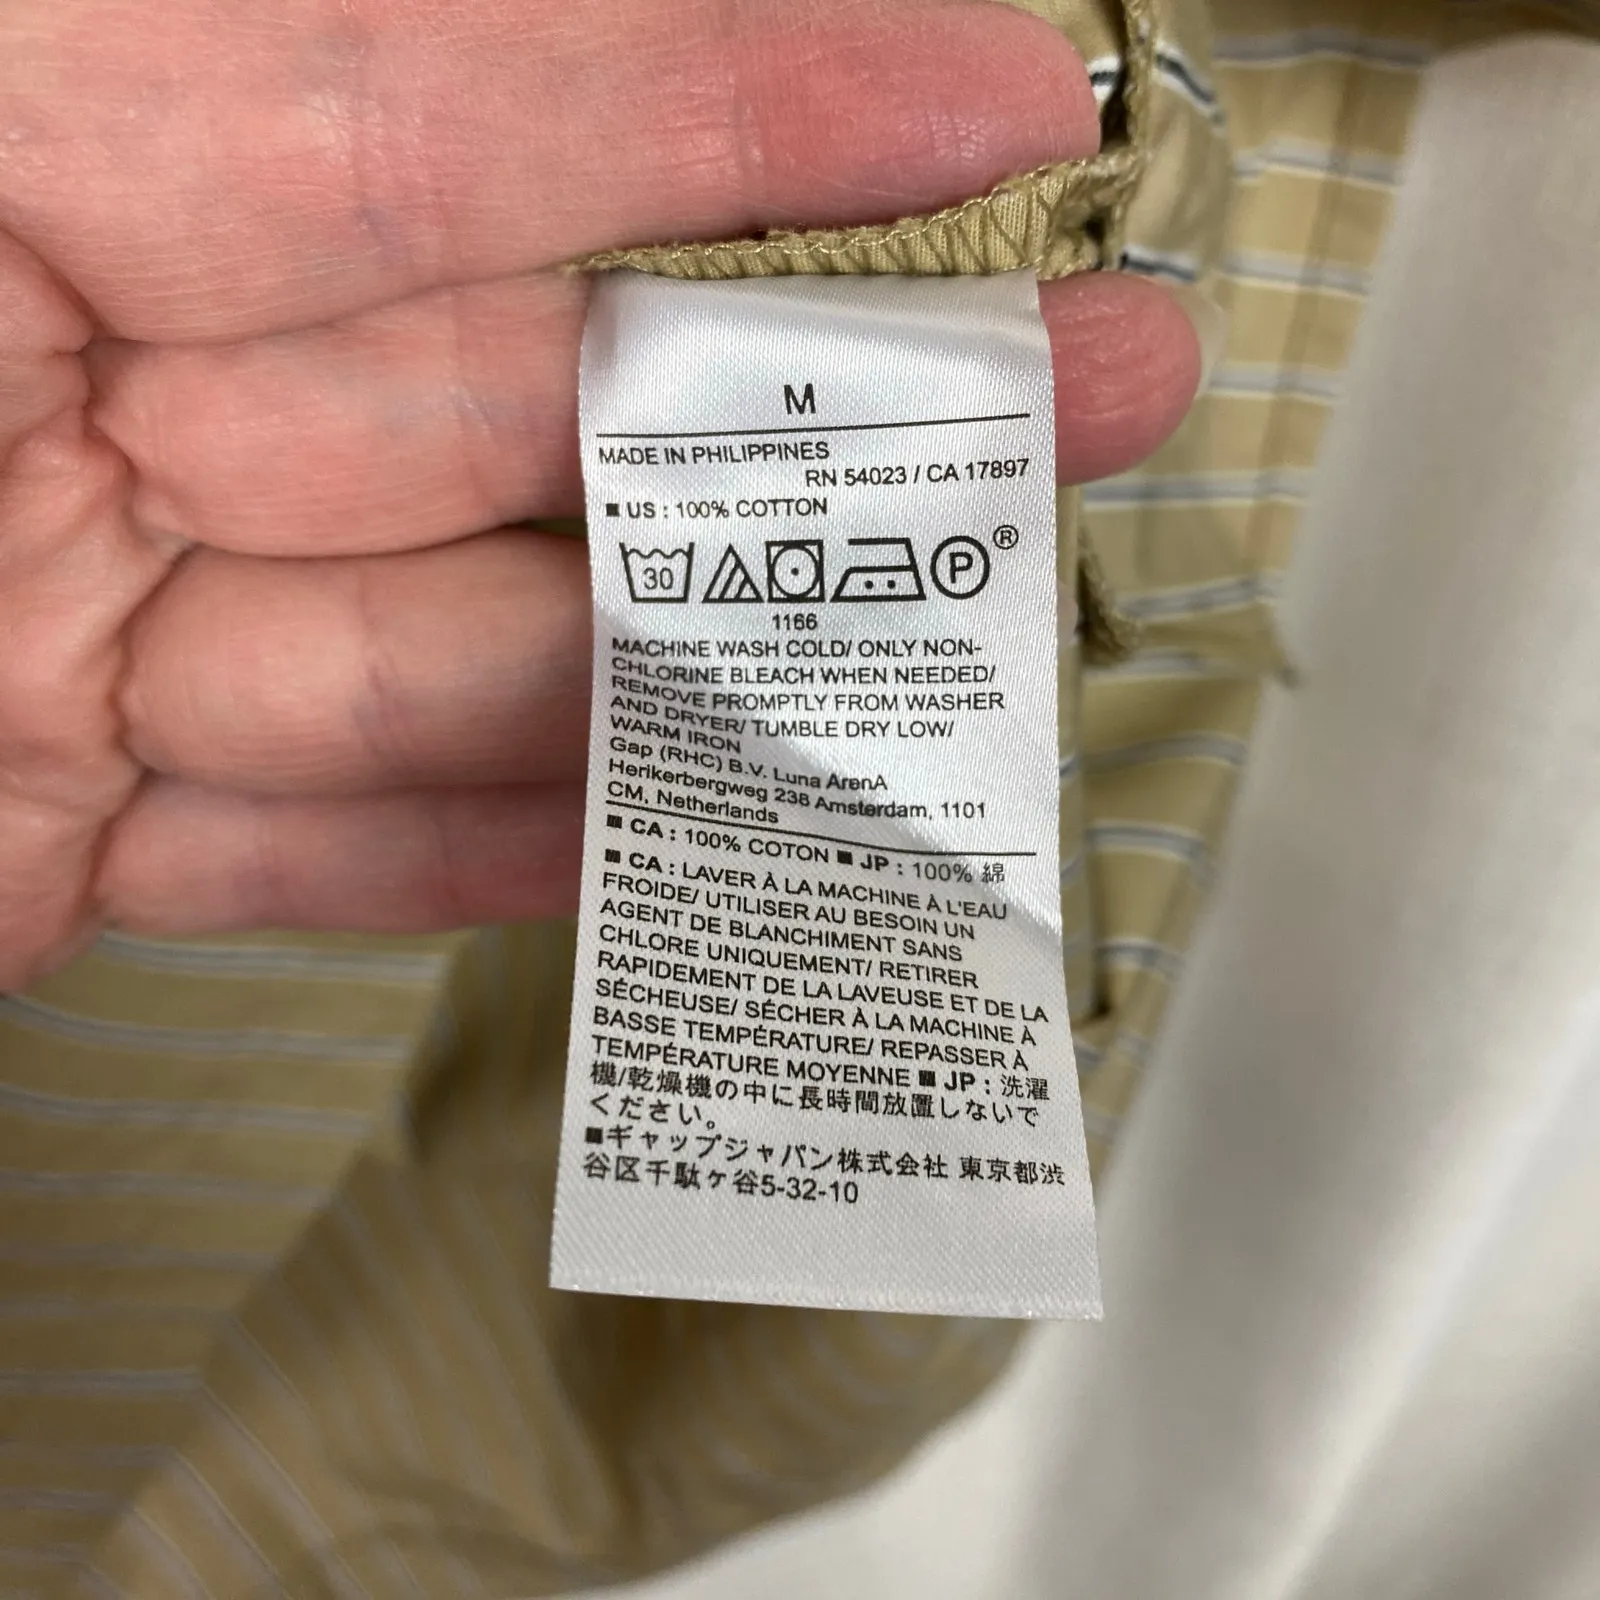 M
MADE IN PHILIPPINES
RN 54023 / CA 17897
■ US : 100% COTTON
30 P ®
1166
MACHINE WASH COLD/ ONLY NON-
CHLORINE BLEACH WHEN NEEDED/
REMOVE PROMPTLY FROM WASHER
AND DRYER/ TUMBLE DRY LOW/
WARM IRON
Gap (RHC) B.V. Luna ArenA
Herikerbergweg 238 Amsterdam, 1101
CM, Netherlands
■ CA : 100% COTON ■ JP : 100% 綿
■ CA : LAVER À LA MACHINE À L'EAU
FROIDE/ UTILISER AU BESOIN UN
AGENT DE BLANCHIMENT SANS
CHLORE UNIQUEMENT/ RETIRER
RAPIDEMENT DE LA LAVEUSE ET DE LA
SÉCHEUSE/ SÉCHER À LA MACHINE À
BASSE TEMPÉRATURE/ REPASSER À
TEMPÉRATURE MOYENNE ■ JP : 洗濯
機/乾燥機の中に長時間放置しないで
ください。
■ギャップジャパン株式会社 東京都渋
谷区千駄ヶ谷5-32-10